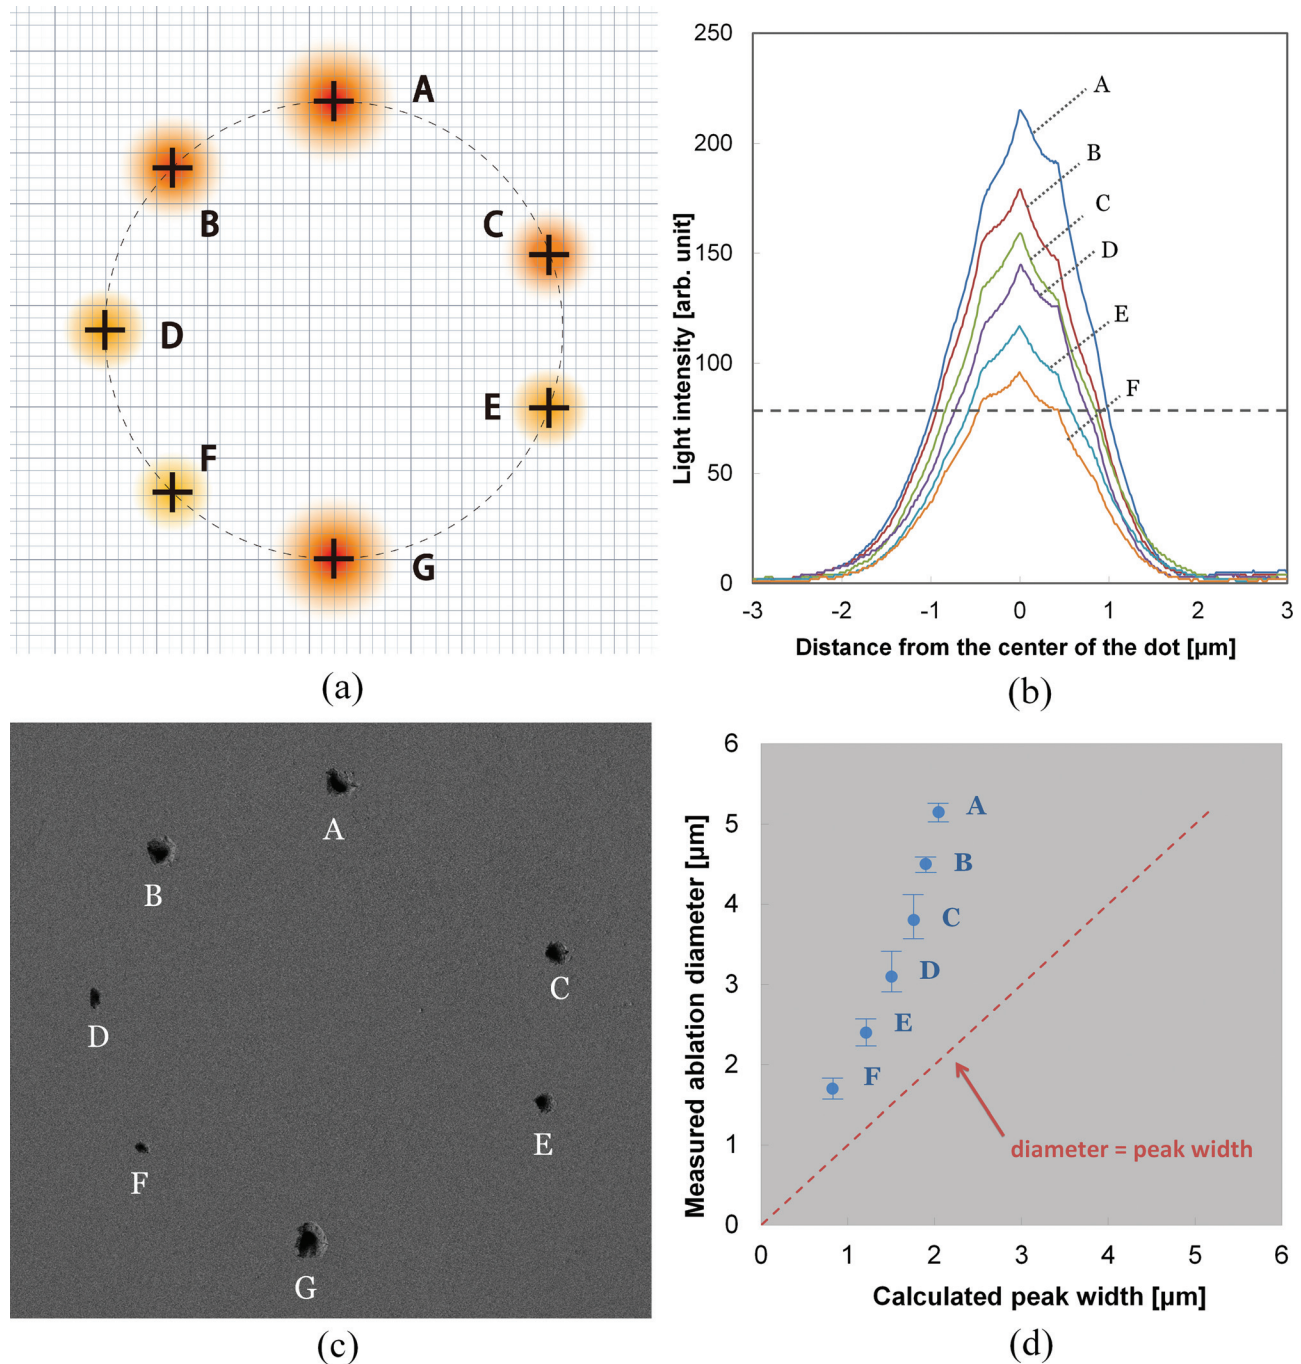 A
B
C
D
E
F
G
(a)
250
200
150
100
50
0
-3
-2
-1
0
1
2
3
Light intensity [arb. unit]
Distance from the center of the dot [µm]
A
B
C
D
E
F
(b)
A
B
C
D
E
F
G
(c)
6
5
4
3
2
1
0
0
1
2
3
4
5
6
Measured ablation diameter [µm]
Calculated peak width [µm]
A
B
C
D
E
F
diameter = peak width
(d)